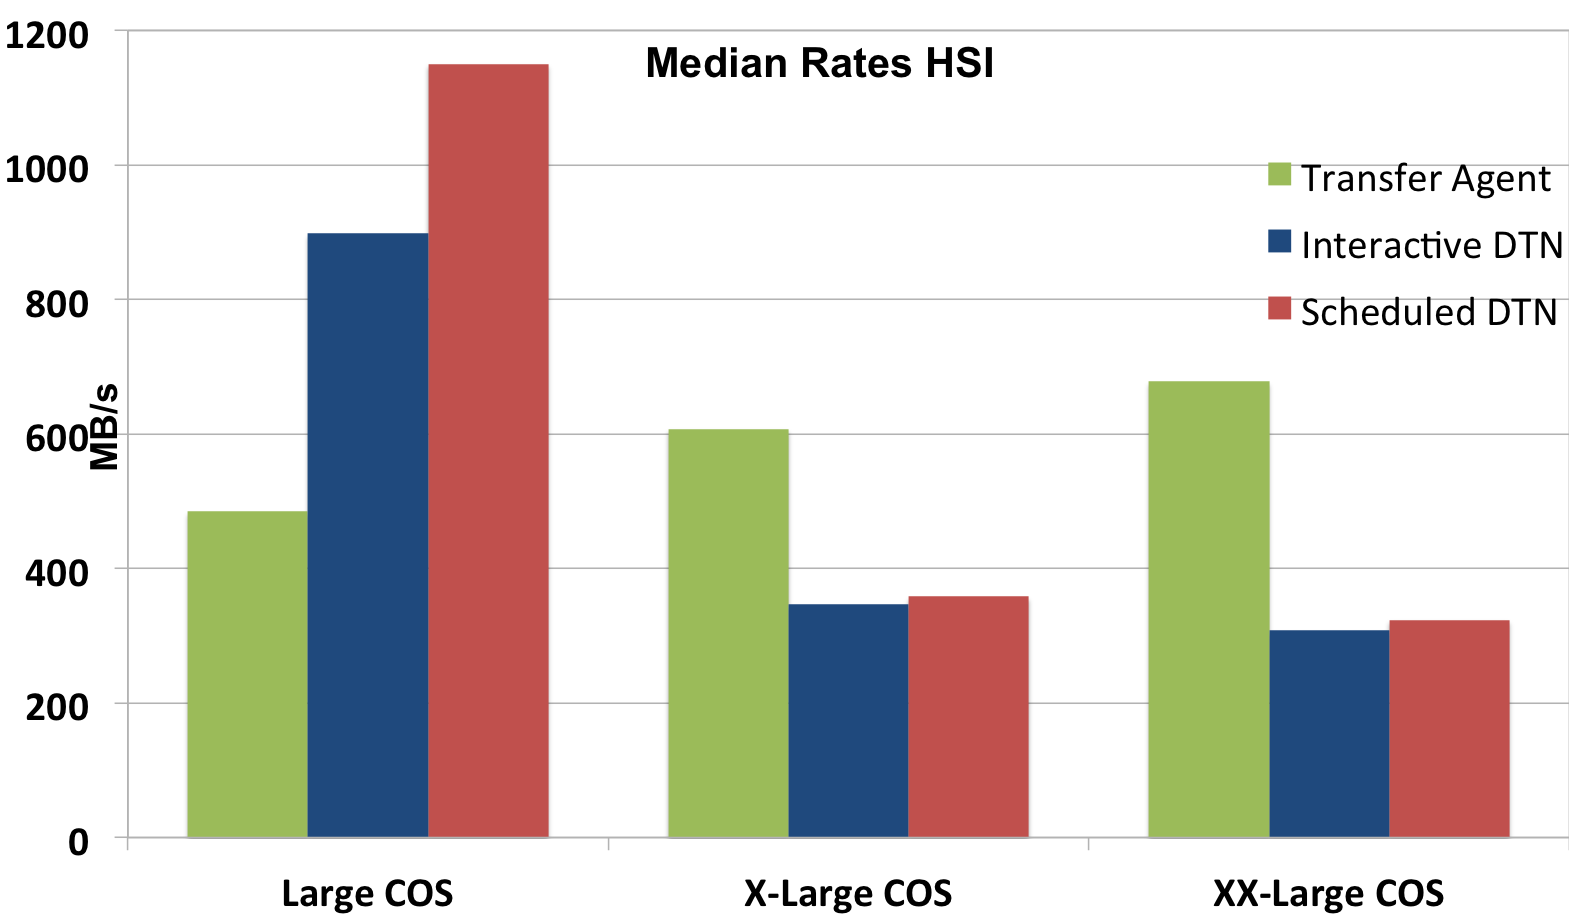 Median Rates HSI
1200
1000
800
600
400
200
0
MB/s
Transfer Agent
Interactive DTN
Scheduled DTN
Large COS
X-Large COS
XX-Large COS